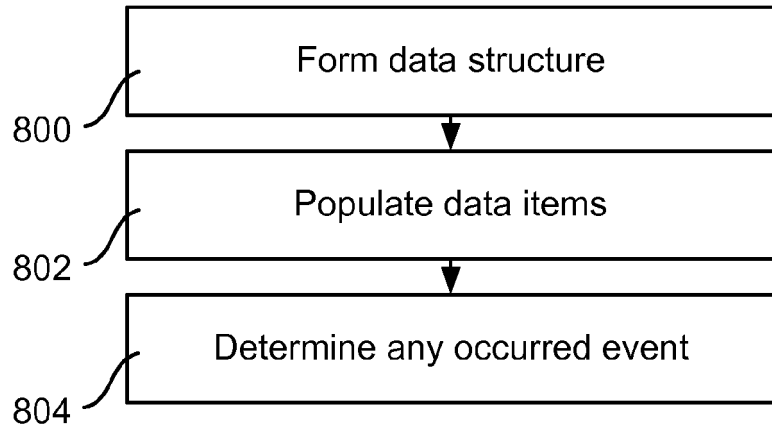 Form data structure
800
Populate data items
802
Determine any occurred event
804